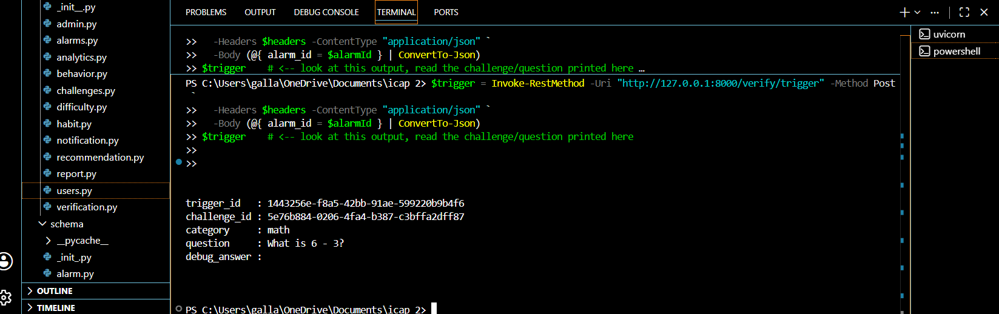 _init__.py
admin.py
alarms.py
analytics.py
behavior.py
challenges.py
difficulty.py
habit.py
notification.py
recommendation.py
report.py
users.py
verification.py
schema
__pycache__
_init_.py
alarm.py
OUTLINE
TIMELINE
PROBLEMS OUTPUT DEBUG CONSOLE TERMINAL PORTS
>>   -Headers $headers -ContentType "application/json" `
>>   -Body (@{ alarm_id = $alarmId } | ConvertTo-Json)
>> $trigger    # <-- look at this output, read the challenge/question printed here …
PS C:\Users\galla\OneDrive\Documents\icap 2> $trigger = Invoke-RestMethod -Uri "http://127.0.0.1:8000/verify/trigger" -Method Post
`
>>   -Headers $headers -ContentType "application/json" `
>>   -Body (@{ alarm_id = $alarmId } | ConvertTo-Json)
>> $trigger    # <-- look at this output, read the challenge/question printed here
>>
>>
trigger_id   : 1443256e-f8a5-42bb-91ae-599220b9b4f6
challenge_id : 5e76b884-0206-4fa4-b387-c3bffa2dff87
category     : math
question     : What is 6 - 3?
debug_answer :
PS C:\Users\galla\OneDrive\Documents\icap 2>
uvicorn
powershell